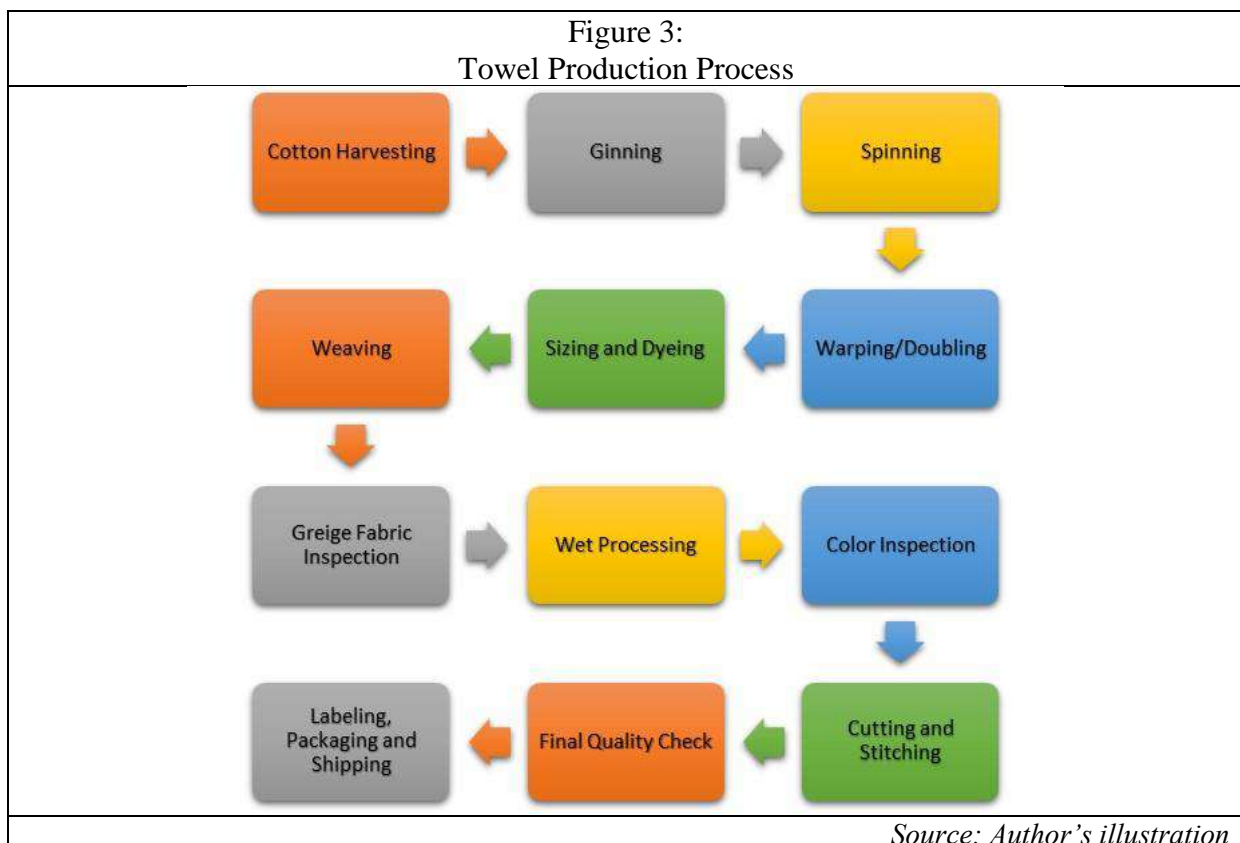 Figure 3:
Towel Production Process
Cotton Harvesting
Ginning
Spinning
Warping/Doubling
Sizing and Dyeing
Weaving
Greige Fabric
Inspection
Wet Processing
Color Inspection
Cutting and
Stitching
Final Quality Check
Labeling,
Packaging and
Shipping
Source: Author's illustration